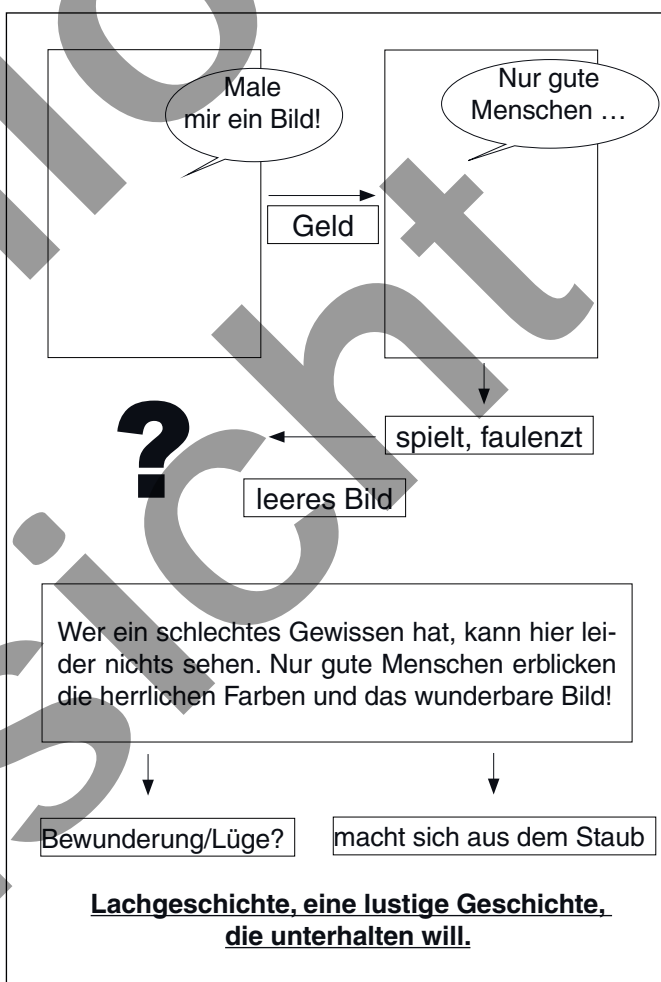 Male
mir ein Bild!
Nur gute
Menschen …
Geld
spielt, faulenzt
?
leeres Bild
Wer ein schlechtes Gewissen hat, kann hier lei-
der nichts sehen. Nur gute Menschen erblicken
die herrlichen Farben und das wunderbare Bild!
Bewunderung/Lüge?
macht sich aus dem Staub
Lachgeschichte, eine lustige Geschichte,
die unterhalten will.